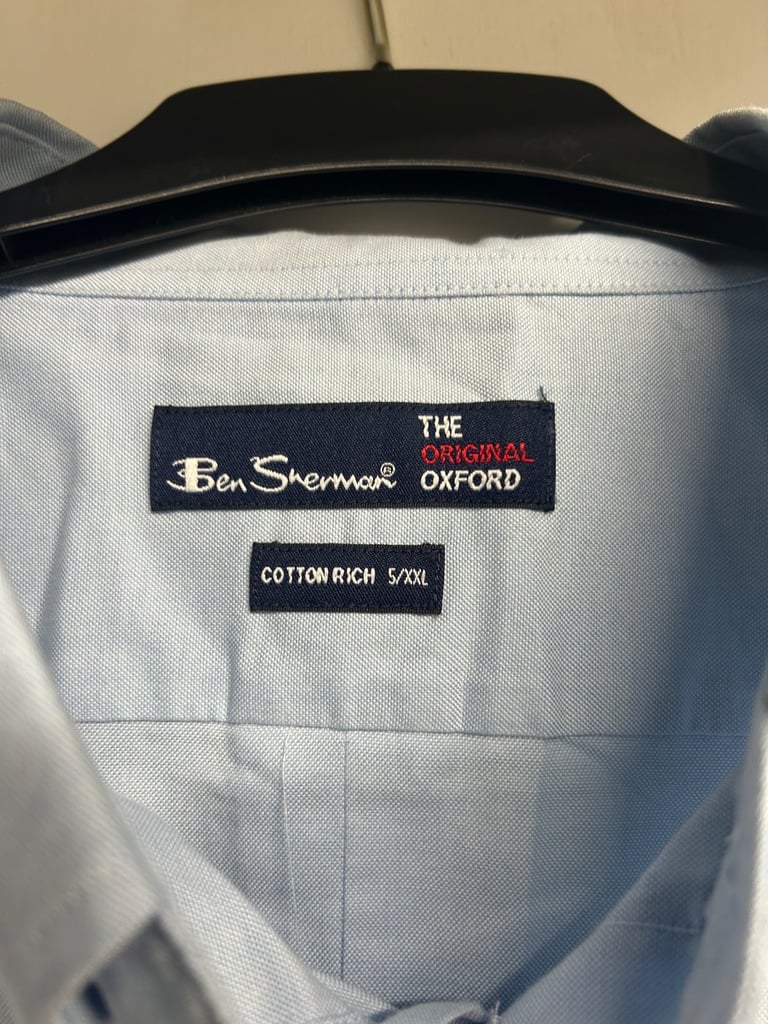 THE
ORIGINAL
Ben Sherman® OXFORD
COTTON RICH 5/XXL